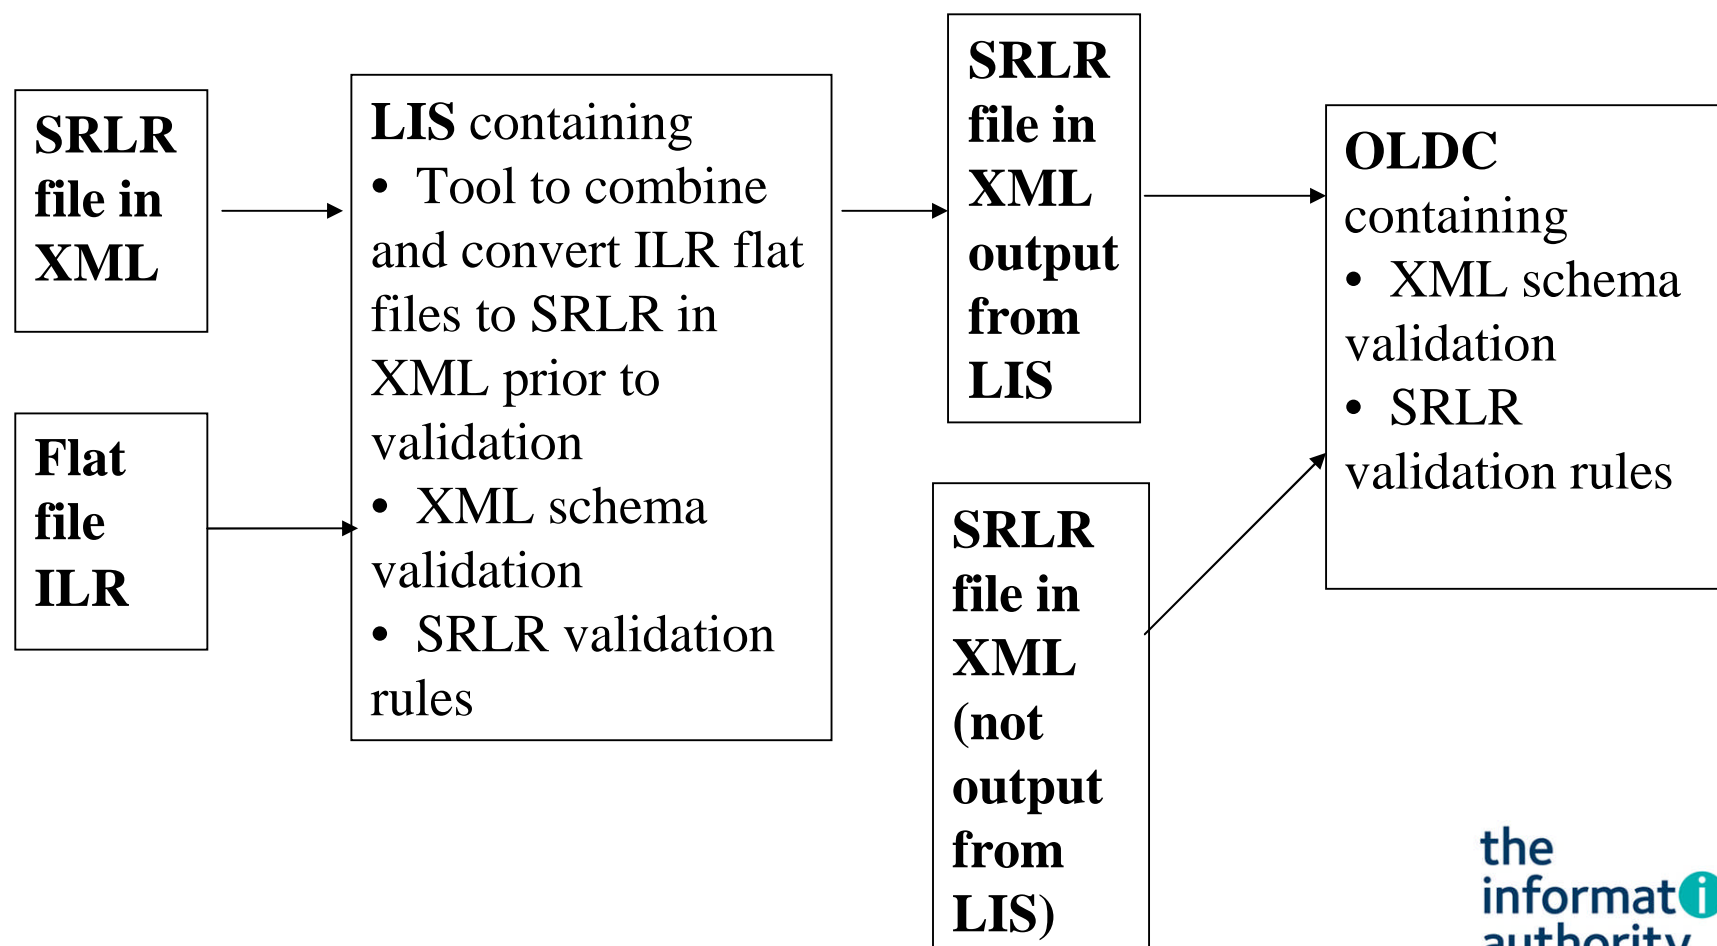 SRLR
file in
XML
Flat
file
ILR
LIS containing
• Tool to combine
and convert ILR flat
files to SRLR in
XML prior to
validation
• XML schema
validation
• SRLR validation
rules
SRLR
file in
XML
output
from
LIS
SRLR
file in
XML
(not
output
from
LIS)
OLDC
containing
• XML schema
validation
• SRLR
validation rules
the
informati
authority